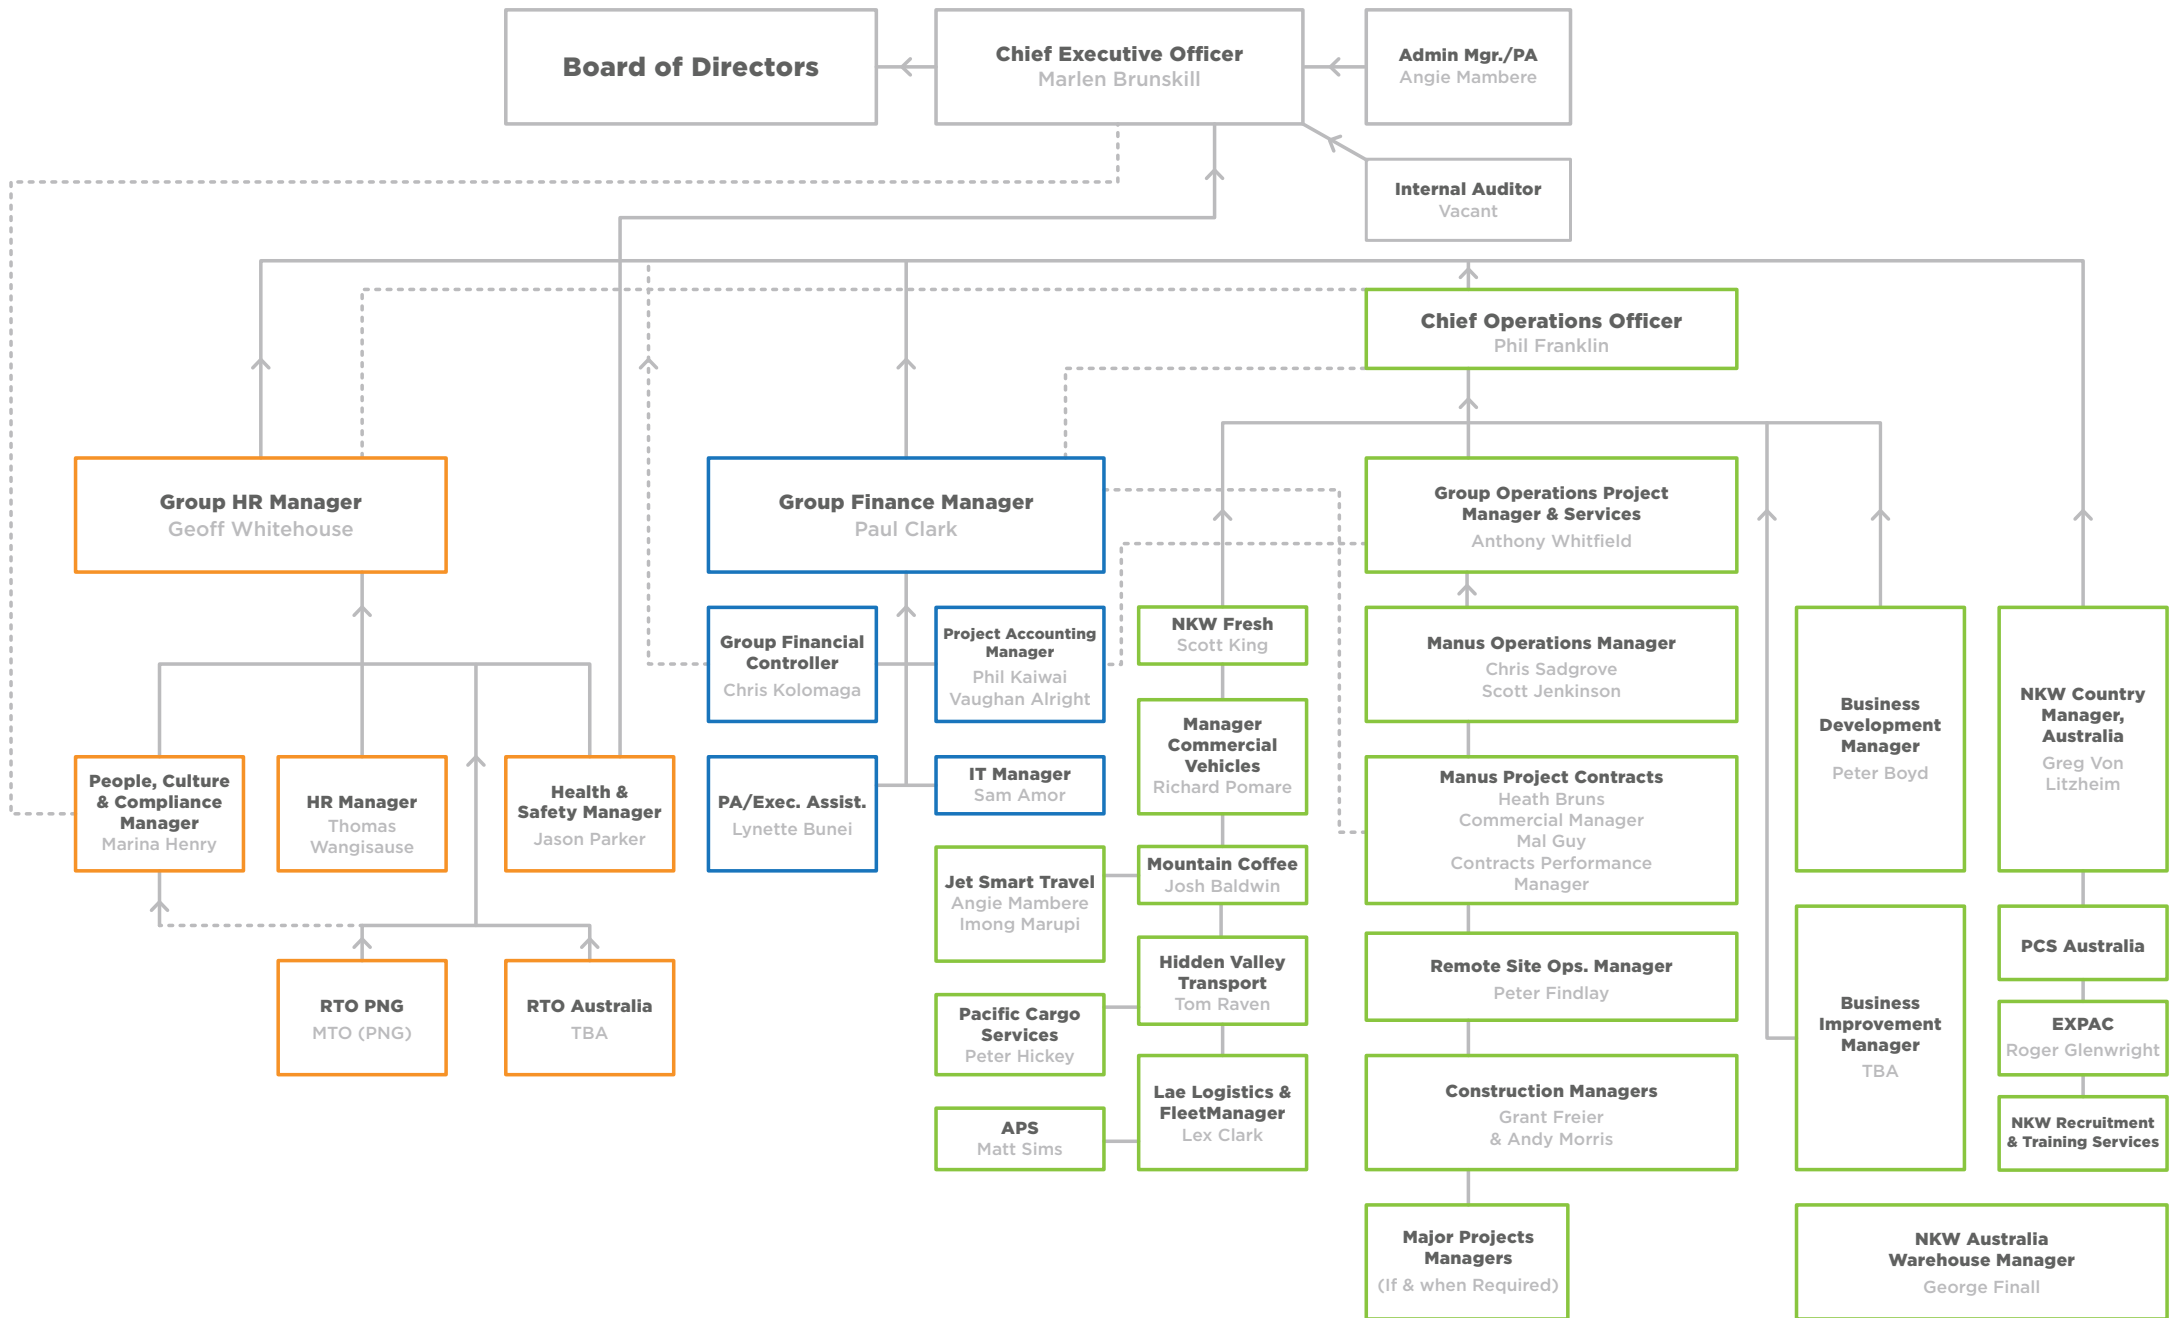 Board of Directors
Chief Executive Officer
Marlen Brunskill
Admin Mgr./PA
Angie Mambere
Internal Auditor
Vacant
Chief Operations Officer
Phil Franklin
Group HR Manager
Geoff Whitehouse
Group Finance Manager
Paul Clark
Group Operations Project
Manager & Services
Anthony Whitfield
Group Financial
Controller
Chris Kolomaga
Project Accounting
Manager
Phil Kaiwai
Vaughan Alright
NKW Fresh
Scott King
Manus Operations Manager
Chris Sadgrove
Scott Jenkinson
Business
Development
Manager
Peter Boyd
NKW Country
Manager,
Australia
Greg Von
Litzheim
Manager
Commercial
Vehicles
Richard Pomare
People, Culture
& Compliance
Manager
Marina Henry
HR Manager
Thomas
Wangisause
Health &
Safety Manager
Jason Parker
PA/Exec. Assist.
Lynette Bunei
IT Manager
Sam Amor
Manus Project Contracts
Heath Bruns
Commercial Manager
Mal Guy
Contracts Performance
Manager
Jet Smart Travel
Angie Mambere
Imong Marupi
Mountain Coffee
Josh Baldwin
Hidden Valley
Transport
Tom Raven
Remote Site Ops. Manager
Peter Findlay
PCS Australia
RTO PNG
MTO (PNG)
RTO Australia
TBA
Pacific Cargo
Services
Peter Hickey
Business
Improvement
Manager
TBA
EXPAC
Roger Glenwright
Lae Logistics &
FleetManager
Lex Clark
Construction Managers
Grant Freier
& Andy Morris
APS
Matt Sims
NKW Recruitment
& Training Services
Major Projects
Managers
(If & when Required)
NKW Australia
Warehouse Manager
George Finall